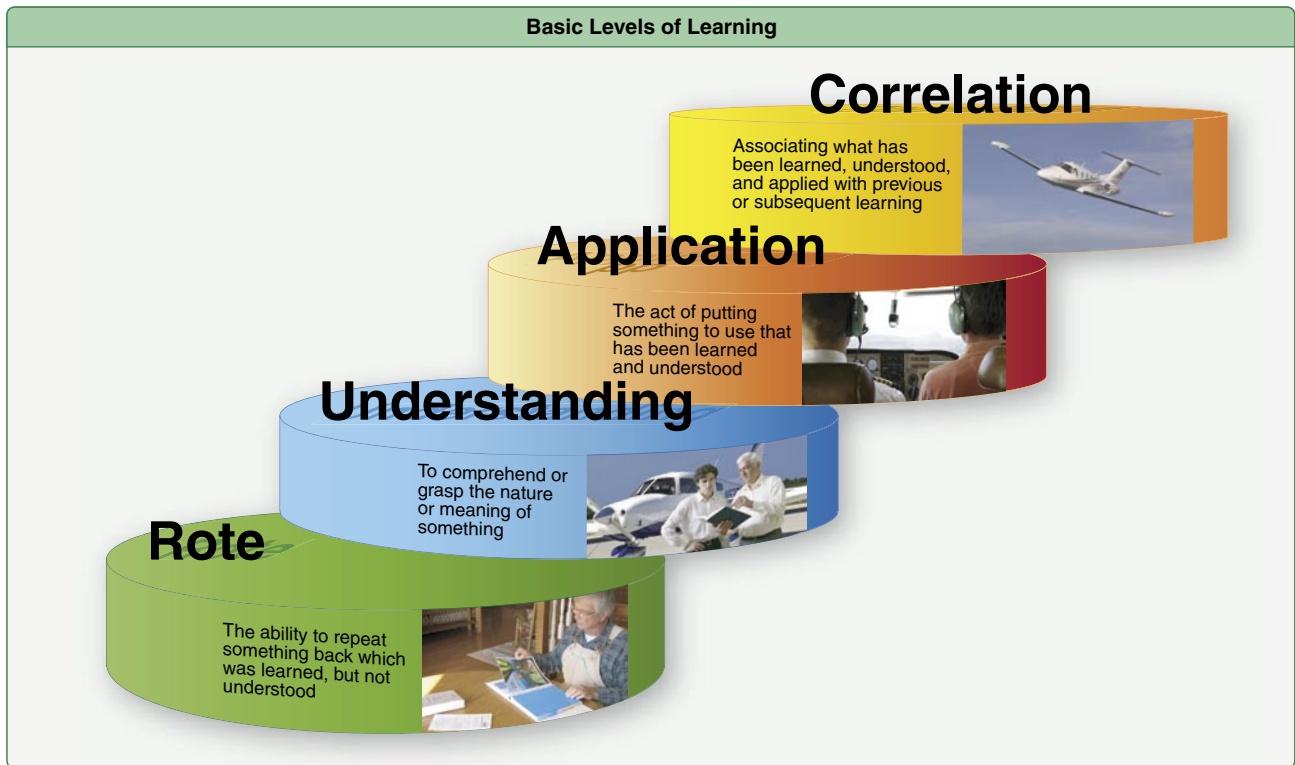 Basic Levels of Learning
Correlation
Associating what has
been learned, understood,
and applied with previous
or subsequent learning
Application
The act of putting
something to use that
has been learned
and understood
Understanding
To comprehend or
grasp the nature
or meaning of
something
Rote
The ability to repeat
something back which
was learned, but not
understood